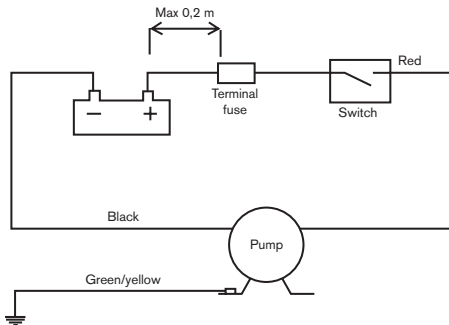 Max 0,2 m
Red
− +
Terminal
fuse
Switch
Black
Pump
Green/yellow